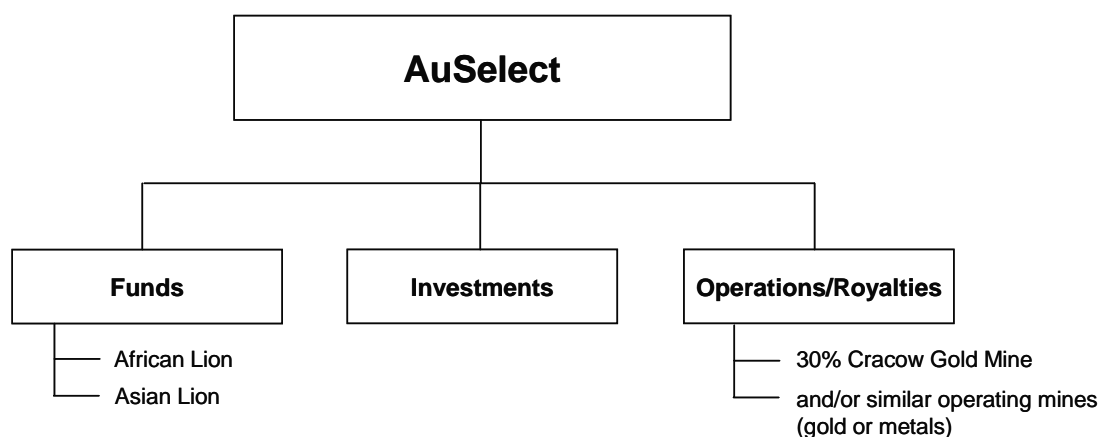 AuSelect
Funds
Investments
Operations/Royalties
African Lion
Asian Lion
30% Cracow Gold Mine
and/or similar operating mines
(gold or metals)